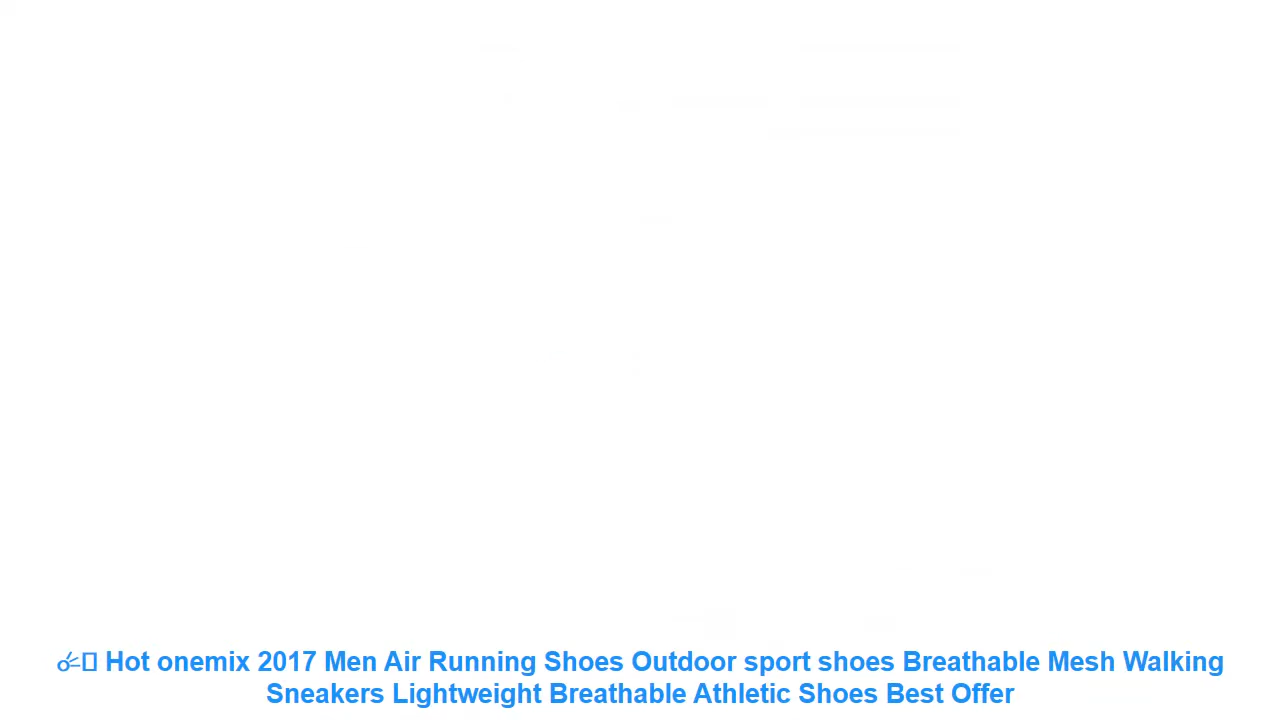 Hot onemix 2017 Men Air Running Shoes Outdoor sport shoes Breathable Mesh Walking
Sneakers Lightweight Breathable Athletic Shoes Best Offer